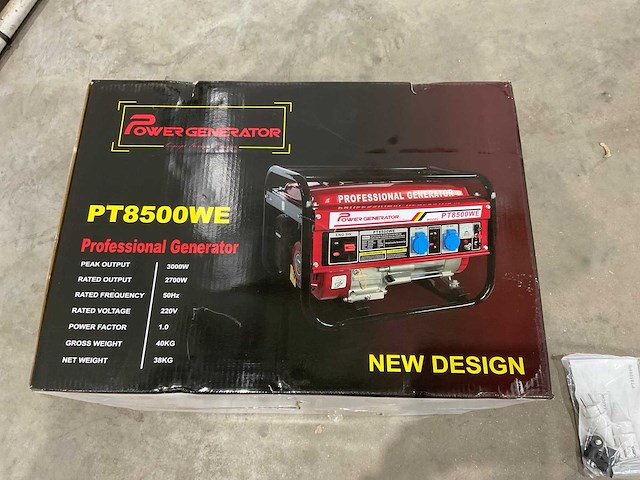 POWER GENERATOR
PT8500WE
Professional Generator
PEAK OUTPUT 3000W
RATED OUTPUT 2700W
RATED FREQUENCY 50Hz
RATED VOLTAGE 220V
POWER FACTOR 1.0
GROSS WEIGHT 40KG
NET WEIGHT 38KG
PROFESSIONAL GENERATOR
POWER GENERATOR
PT8500WE
NEW DESIGN